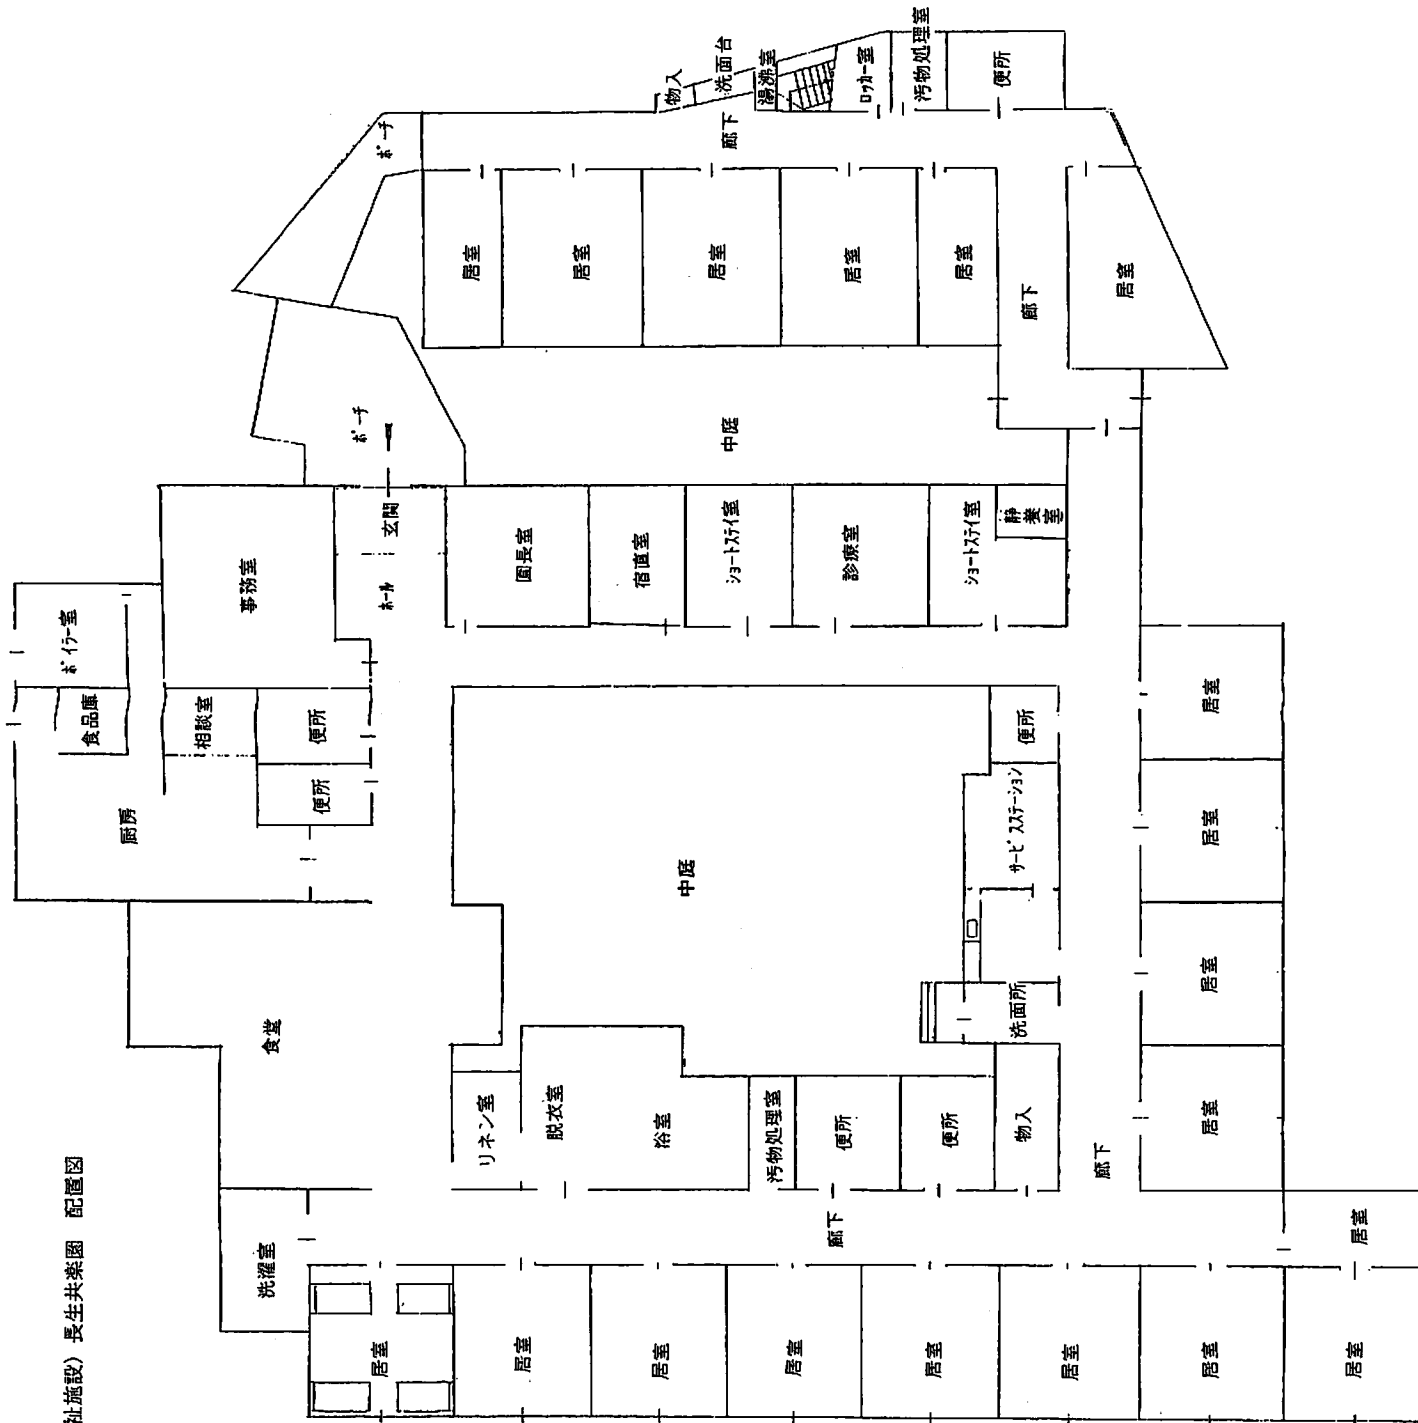 祉施設）長生共楽園　配置図
ボイラー室
食品庫
厨房
相談室
事務室
洗濯室
食堂
便所
便所
居室
ホール
玄関
ポーチ
ポーチ
リネン室
居室
居室
園長室
脱衣室
居室
居室
浴室
宿直室
物入
中庭
ショートステイ室
中庭
居室
廊下
洗面台
汚物処理室
湯沸室
居室
廊下
便所
診療室
居室
ロッカー室
居室
便所
居室
汚物処理室
ショートステイ室
便所
物入
洗面所
サービスステーション
便所
静養
室
廊下
居室
廊下
居室
居室
居室
居室
居室
居室
居室
居室